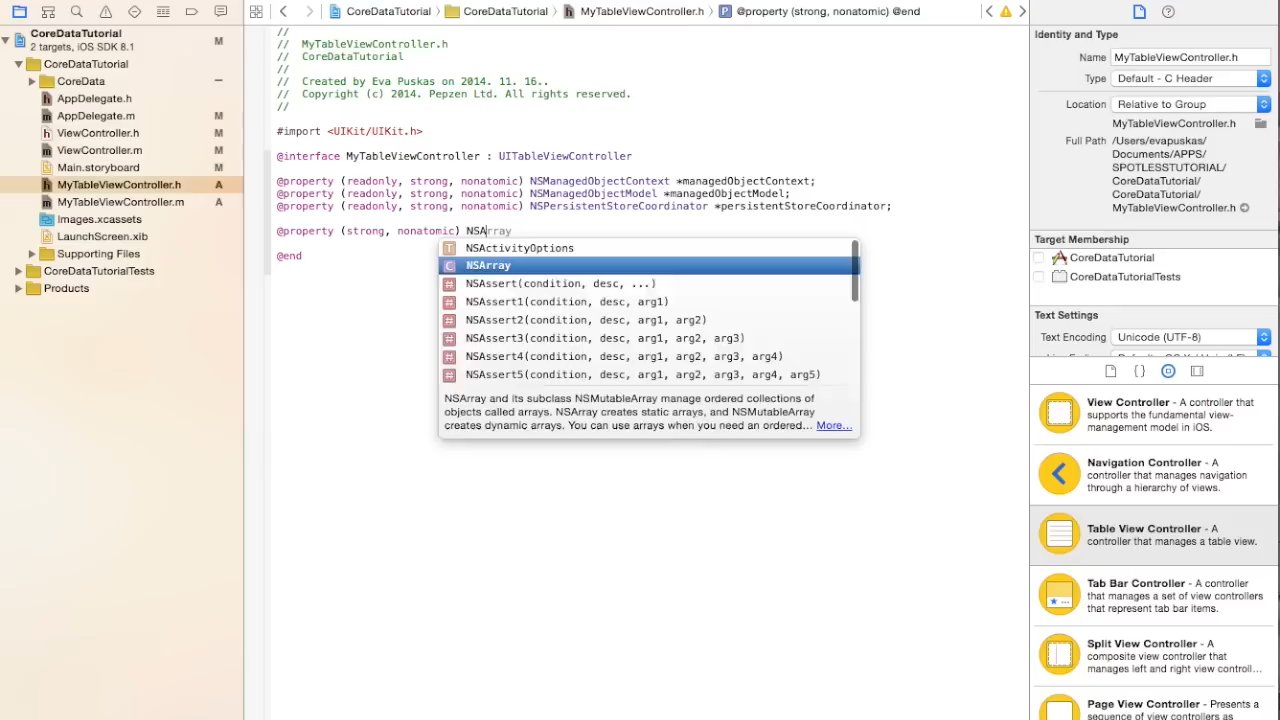 CoreDataTutorial
2 targets, iOS SDK 8.1
M
CoreDataTutorial
CoreData
AppDelegate.h
AppDelegate.m
M
ViewController.h
M
ViewController.m
M
Main.storyboard
M
MyTableViewController.h
A
MyTableViewController.m
A
Images.xcassets
LaunchScreen.xib
Supporting Files
CoreDataTutorialTests
Products
CoreDataTutorial
CoreDataTutorial
MyTableViewController.h
@property (strong, nonatomic) @end
//
// MyTableViewController.h
// CoreDataTutorial
//
// Created by Eva Puskas on 2014. 11. 16..
// Copyright (c) 2014. Pepzen Ltd. All rights reserved.
//
#import <UIKit/UIKit.h>
@interface MyTableViewController : UITableViewController
@property (readonly, strong, nonatomic) NSManagedObjectContext *managedObjectContext;
@property (readonly, strong, nonatomic) NSManagedObjectModel *managedObjectModel;
@property (readonly, strong, nonatomic) NSPersistentStoreCoordinator *persistentStoreCoordinator;
@property (strong, nonatomic) NSArray
@end
NSActivityOptions
NSArray
NSAssert(condition, desc, ...)
NSAssert1(condition, desc, arg1)
NSAssert2(condition, desc, arg1, arg2)
NSAssert3(condition, desc, arg1, arg2, arg3)
NSAssert4(condition, desc, arg1, arg2, arg3, arg4)
NSAssert5(condition, desc, arg1, arg2, arg3, arg4, arg5)
NSArray and its subclass NSMutableArray manage ordered collections of
objects called arrays. NSArray creates static arrays, and NSMutableArray
creates dynamic arrays. You can use arrays when you need an ordered... More...
Identity and Type
Name MyTableViewController.h
Type Default - C Header
Location Relative to Group
MyTableViewController.h
Full Path /Users/evapuskas/
Documents/APPS/
SPOTLESSTUTORIAL/
CoreDataTutorial/
CoreDataTutorial/
MyTableViewController.h
Target Membership
CoreDataTutorial
CoreDataTutorialTests
Text Settings
Text Encoding Unicode (UTF-8)
View Controller - A controller that
supports the fundamental view-
management model in iOS.
Navigation Controller - A
controller that manages navigation
through a hierarchy of views.
Table View Controller - A
controller that manages a table view.
Tab Bar Controller - A controller
that manages a set of view controllers
that represent tab bar items.
Split View Controller - A
composite view controller that
manages left and right view controll...
Page View Controller - Presents a
sequence of view controllers as